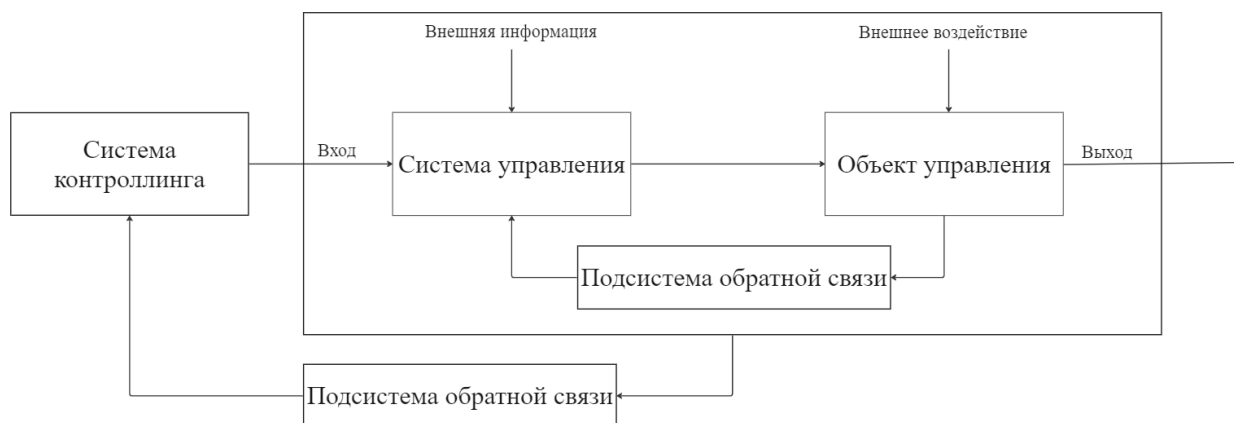 Внешняя информация
Внешнее воздействие
Система
контроллинга
Вход
Система управления
Объект управления
Выход
Подсистема обратной связи
Подсистема обратной связи